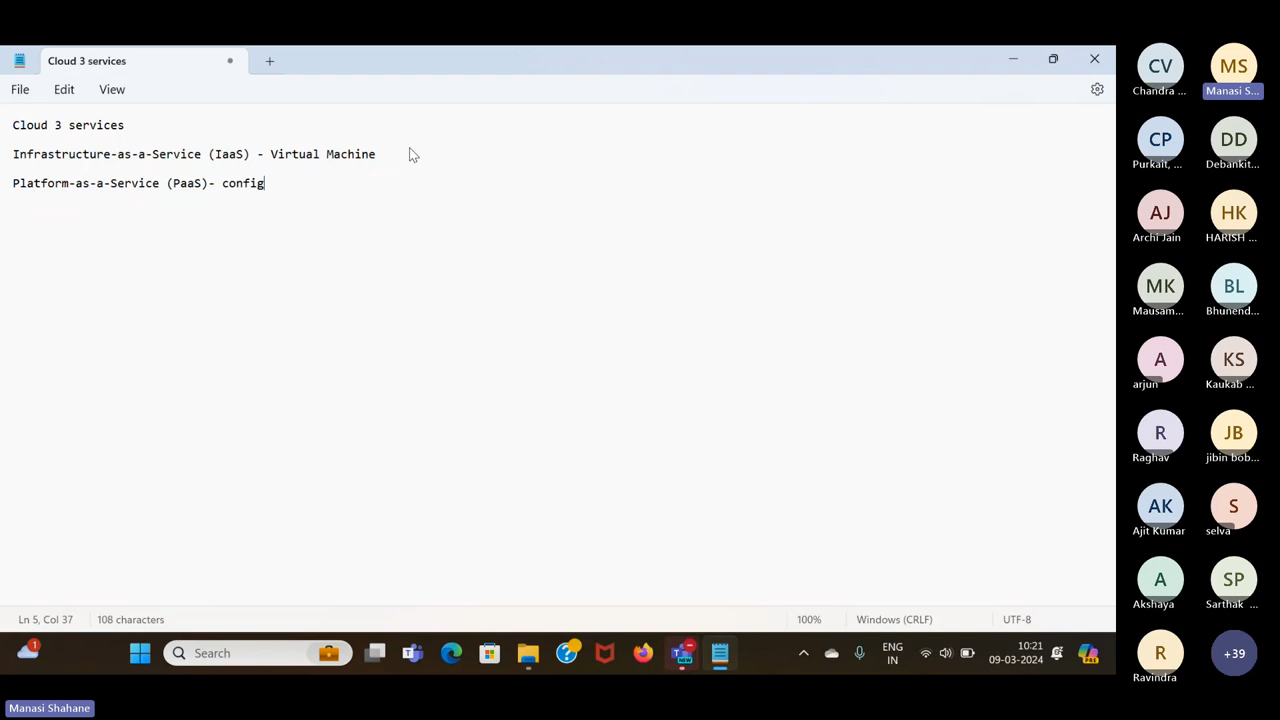 Cloud 3 services
File
Edit
View
Cloud 3 services
Infrastructure-as-a-Service (IaaS) - Virtual Machine
Platform-as-a-Service (PaaS)- config
Ln 5, Col 37
108 characters
100%
Windows (CRLF)
UTF-8
1
Search
NEW
ENG
IN
10:21
09-03-2024
PRE
Manasi Shahane
CV
Chandra ...
MS
Manasi S...
CP
Purkait, ...
DD
Debankit...
AJ
Archi Jain
HK
HARISH ...
MK
Mausam...
BL
Bhunend...
A
arjun
KS
Kaukab ...
R
Raghav
JB
jibin bob...
AK
Ajit Kumar
S
selva
A
Akshaya
SP
Sarthak ...
R
Ravindra
+39